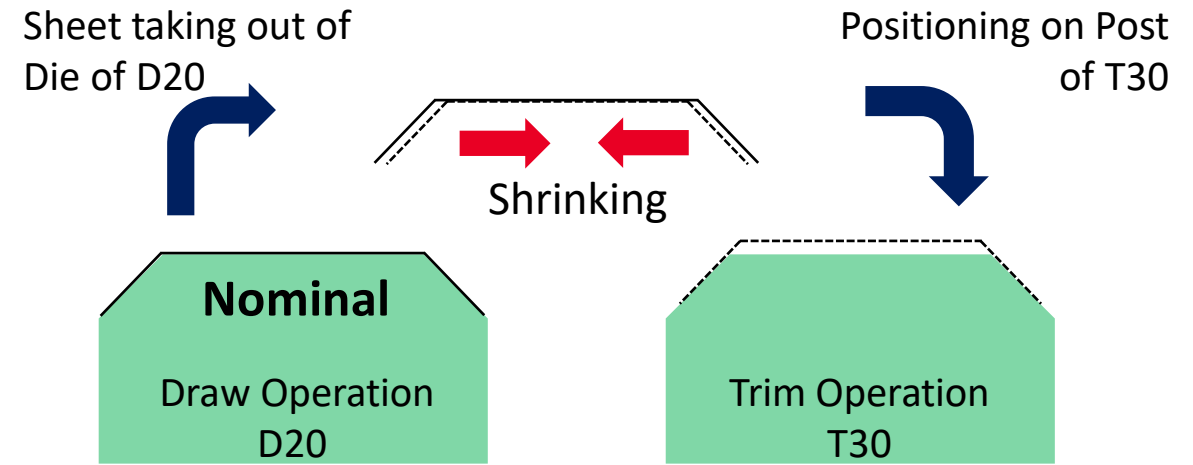 Sheet taking out of
Die of D20
Positioning on Post
of T30
Shrinking
Nominal
Draw Operation
D20
Trim Operation
T30